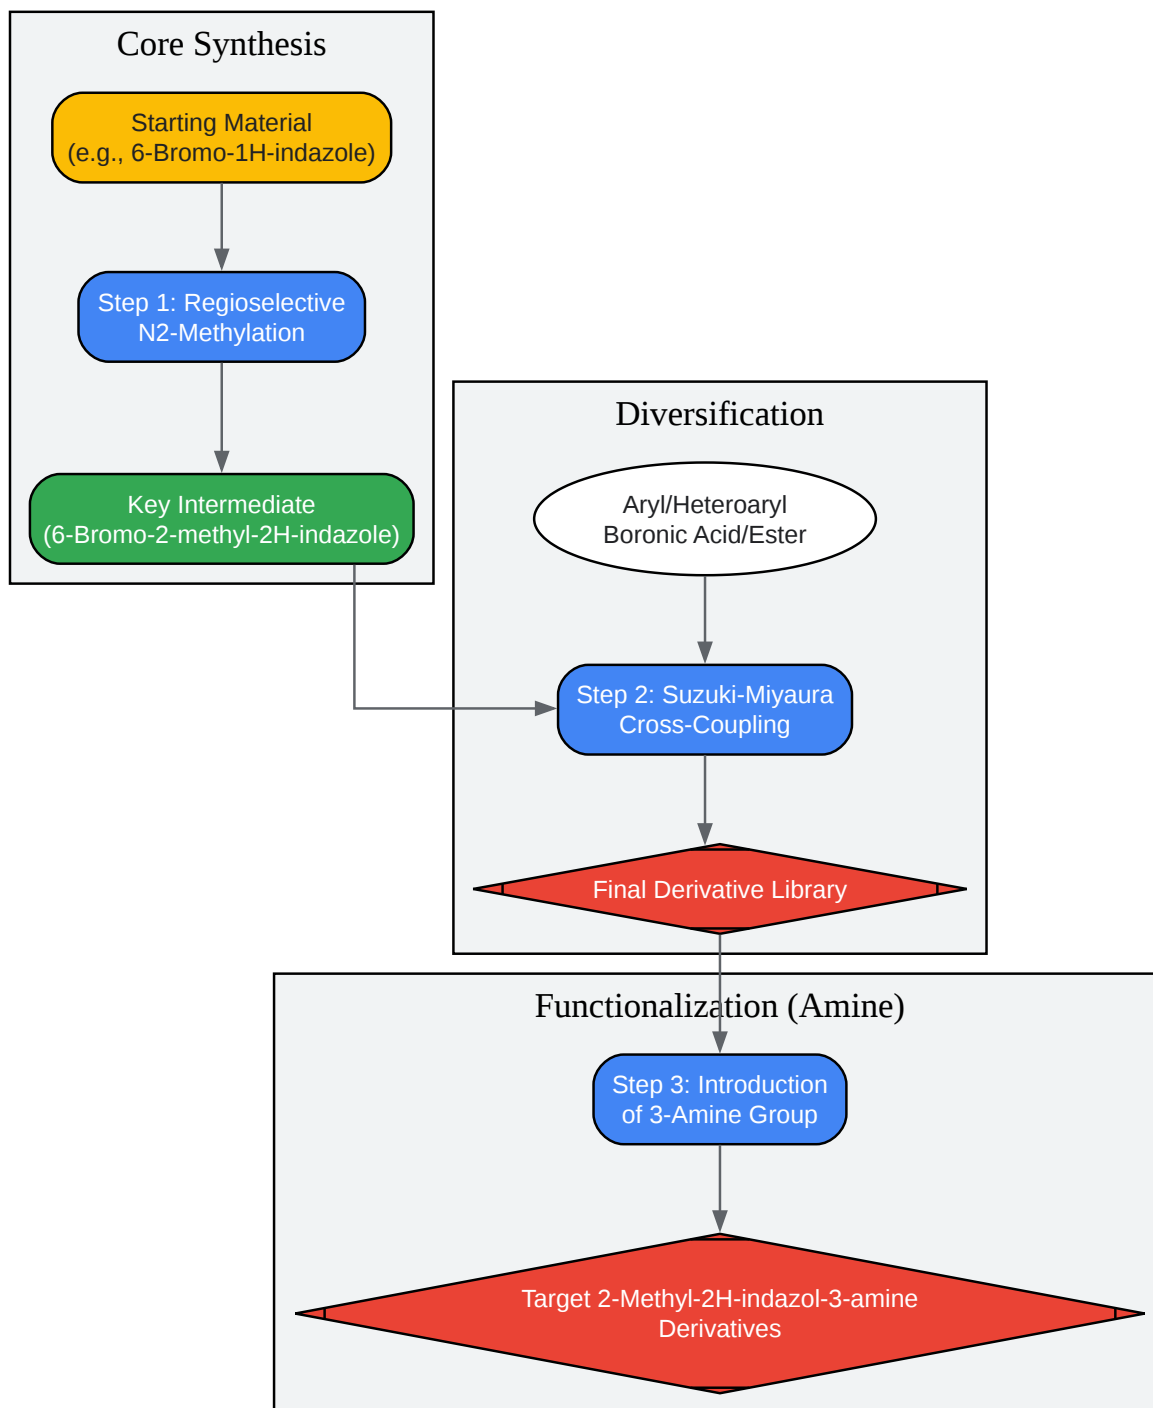 Core Synthesis
Starting Material
(e.g., 6-Bromo-1H-indazole)
Step 1: Regioselective
N2-Methylation
Key Intermediate
(6-Bromo-2-methyl-2H-indazole)
Diversification
Aryl/Heteroaryl
Boronic Acid/Ester
Step 2: Suzuki-Miyaura
Cross-Coupling
Final Derivative Library
Functionalization (Amine)
Step 3: Introduction
of 3-Amine Group
Target 2-Methyl-2H-indazol-3-amine
Derivatives